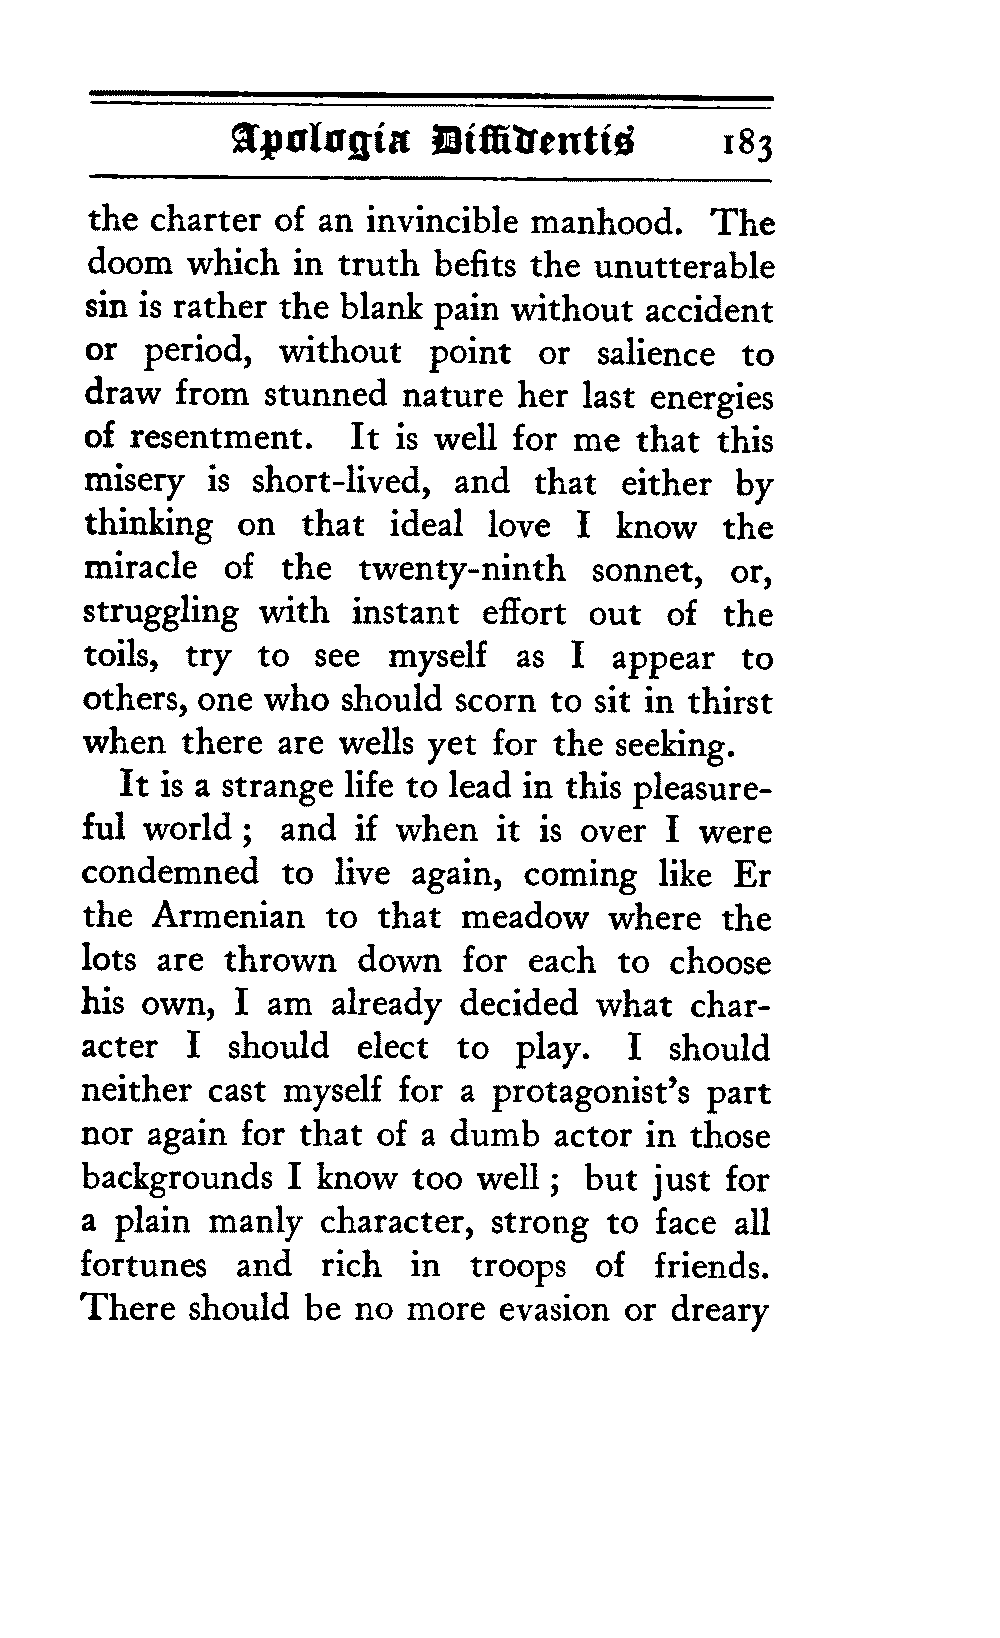 Apologia Diffidentis 183
the charter of an invincible manhood. The
doom which in truth befits the unutterable
sin is rather the blank pain without accident
or period, without point or salience to
draw from stunned nature her last energies
of resentment. It is well for me that this
misery is short-lived, and that either by
thinking on that ideal love I know the
miracle of the twenty-ninth sonnet, or,
struggling with instant effort out of the
toils, try to see myself as I appear to
others, one who should scorn to sit in thirst
when there are wells yet for the seeking.
It is a strange life to lead in this pleasure-
ful world ; and if when it is over I were
condemned to live again, coming like Er
the Armenian to that meadow where the
lots are thrown down for each to choose
his own, I am already decided what char-
acter I should elect to play. I should
neither cast myself for a protagonist's part
nor again for that of a dumb actor in those
backgrounds I know too well ; but just for
a plain manly character, strong to face all
fortunes and rich in troops of friends.
There should be no more evasion or dreary